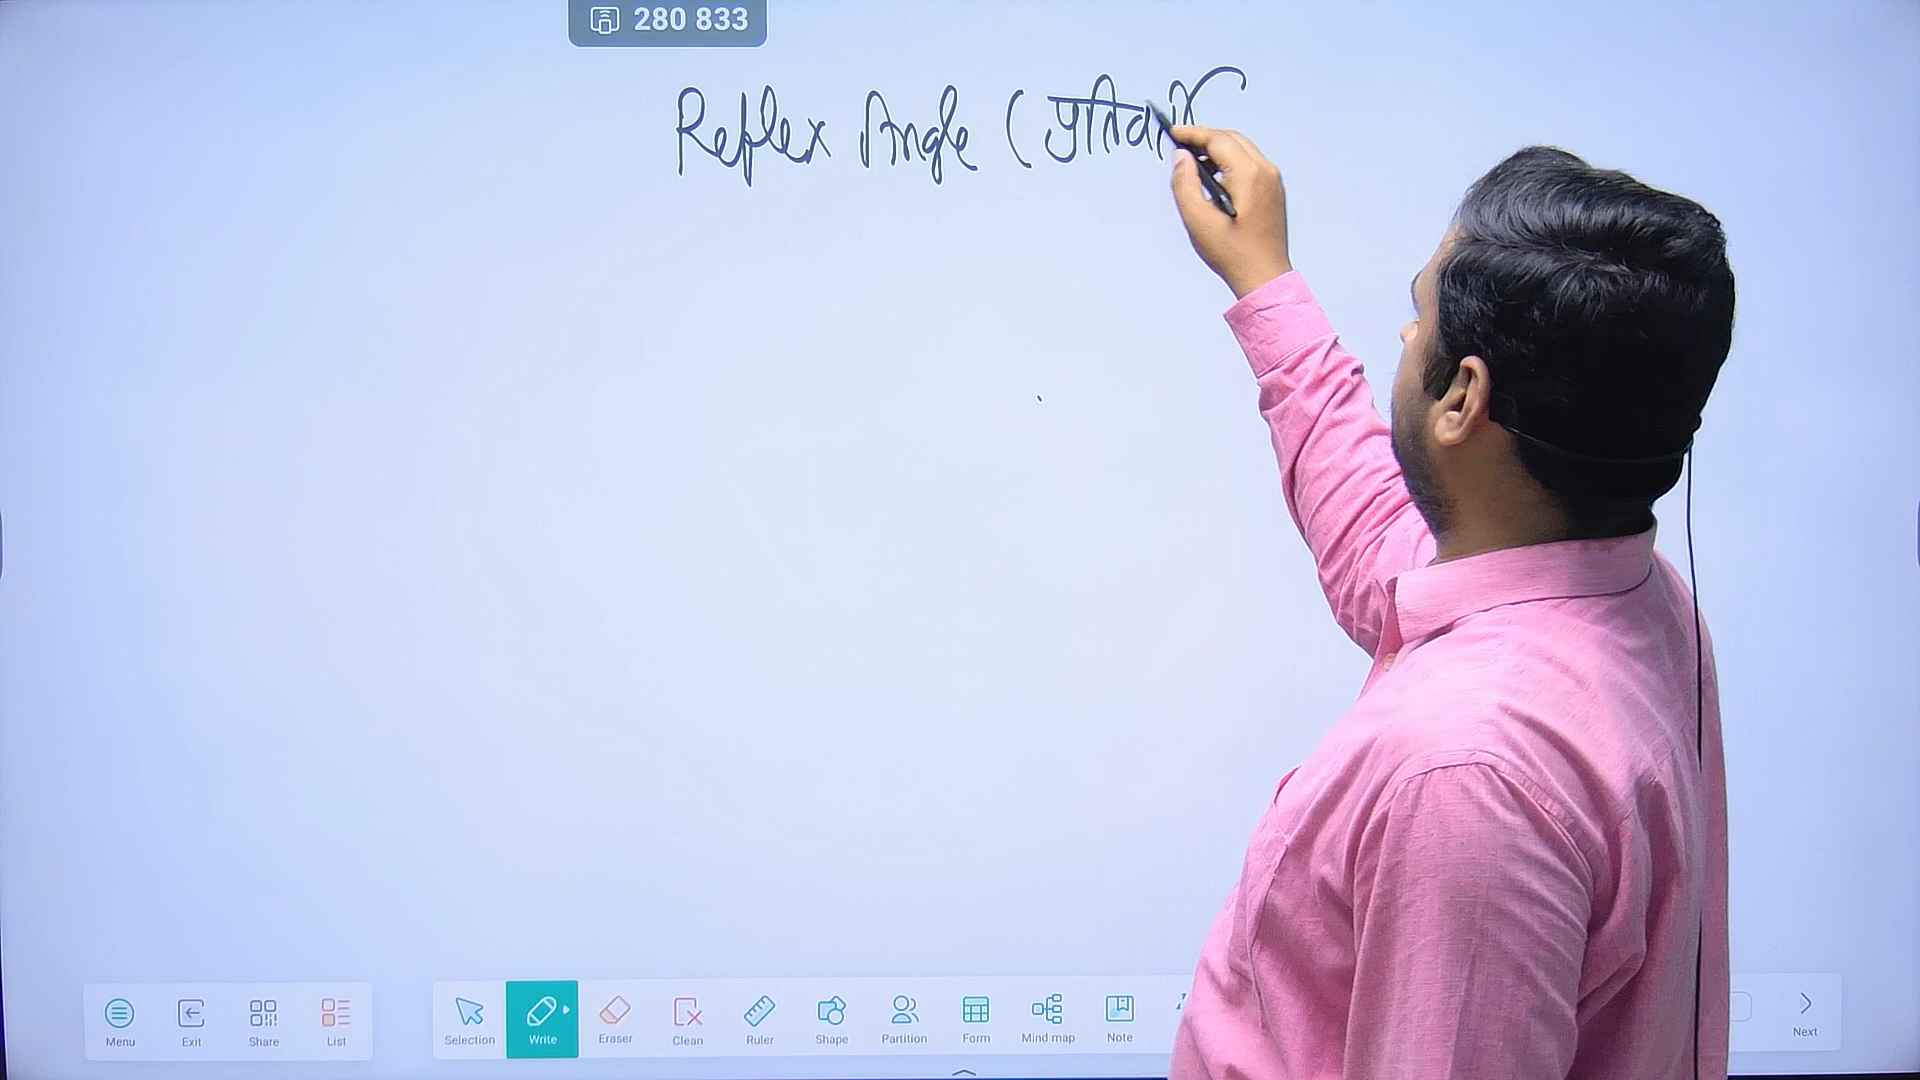 280 833
Reflex Angle (प्रतिवर्ती
Menu Exit Share List Selection Write Eraser Clean Ruler Shape Partition Form Mind map Note Next